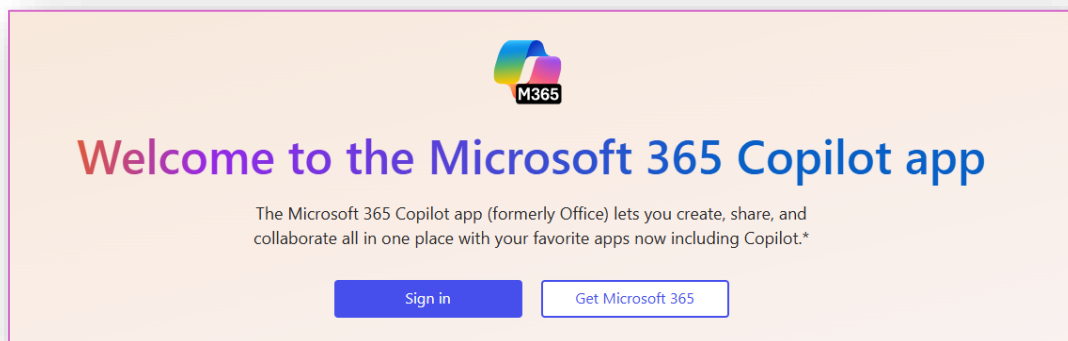 M365
Welcome to the Microsoft 365 Copilot app
The Microsoft 365 Copilot app (formerly Office) lets you create, share, and
collaborate all in one place with your favorite apps now including Copilot.*
Sign in
Get Microsoft 365